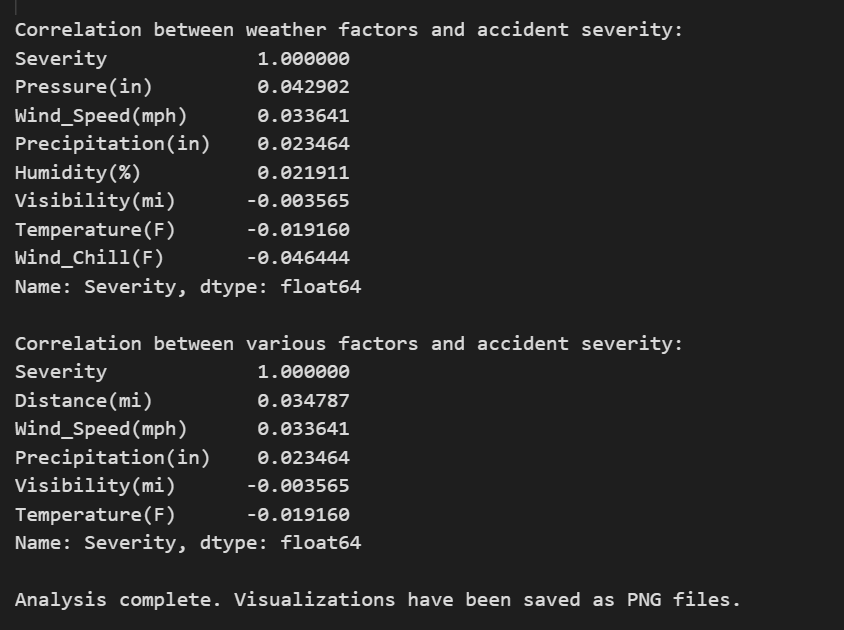 Correlation between weather factors and accident severity:
Severity             1.000000
Pressure(in)         0.042902
Wind_Speed(mph)      0.033641
Precipitation(in)    0.023464
Humidity(%)          0.021911
Visibility(mi)      -0.003565
Temperature(F)      -0.019160
Wind_Chill(F)       -0.046444
Name: Severity, dtype: float64

Correlation between various factors and accident severity:
Severity             1.000000
Distance(mi)         0.034787
Wind_Speed(mph)      0.033641
Precipitation(in)    0.023464
Visibility(mi)      -0.003565
Temperature(F)      -0.019160
Name: Severity, dtype: float64

Analysis complete. Visualizations have been saved as PNG files.